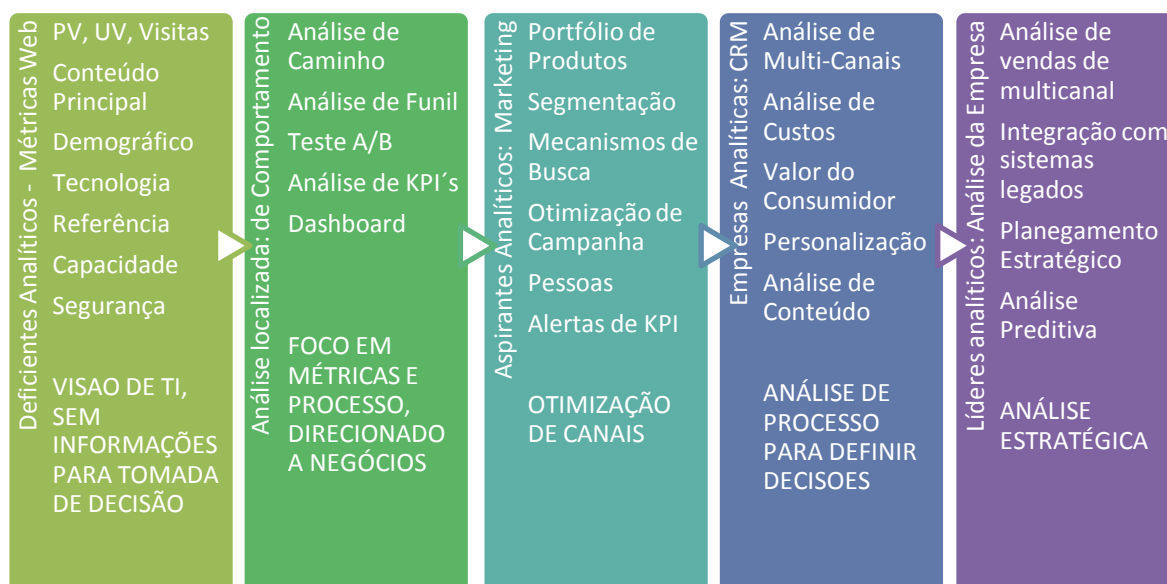 Deficientes Analíticos -  Métricas Web
PV, UV, Visitas
Conteúdo
Principal
Demográfico
Tecnologia
Referência
Capacidade
Segurança
VISAO DE TI,
SEM
INFORMAÇÕES
PARA TOMADA
DE DECISÃO
Análise localizada: de Comportamento
Análise de
Caminho
Análise de Funil
Teste A/B
Análise de KPI´s
Dashboard
FOCO EM
MÉTRICAS E
PROCESSO,
DIRECIONADO
A NEGÓCIOS
Aspirantes Analíticos:  Marketing
Portfólio de
Produtos
Segmentação
Mecanismos de
Busca
Otimização de
Campanha
Pessoas
Alertas de KPI
OTIMIZAÇÃO
DE CANAIS
Empresas  Analíticas: CRM
Análise de
Multi-Canais
Análise de
Custos
Valor do
Consumidor
Personalização
Análise de
Conteúdo
ANÁLISE DE
PROCESSO
PARA DEFINIR
DECISOES
Líderes analíticos: Análise da Empresa
Análise de
vendas de
multicanal
Integração com
sistemas
legados
Planegamento
Estratégico
Análise
Preditiva
ANÁLISE
ESTRATÉGICA